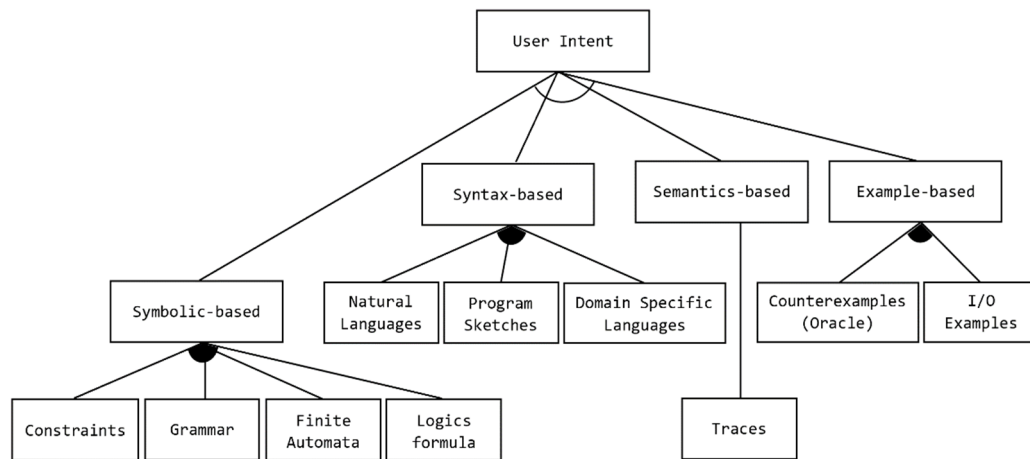 User Intent
Syntax-based
Semantics-based
Example-based
Symbolic-based
Natural
Languages
Program
Sketches
Domain Specific
Languages
Counterexamples
(Oracle)
I/O
Examples
Constraints
Grammar
Finite
Automata
Logics
formula
Traces